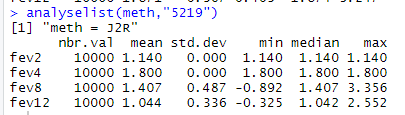 > analyselist(meth,"5219")
[1] "meth = J2R"
nbr.val mean std.dev min median max
fev2 10000 1.140 0.000 1.140 1.140 1.140
fev4 10000 1.800 0.000 1.800 1.800 1.800
fev8 10000 1.407 0.487 -0.892 1.407 3.356
fev12 10000 1.044 0.336 -0.325 1.042 2.552